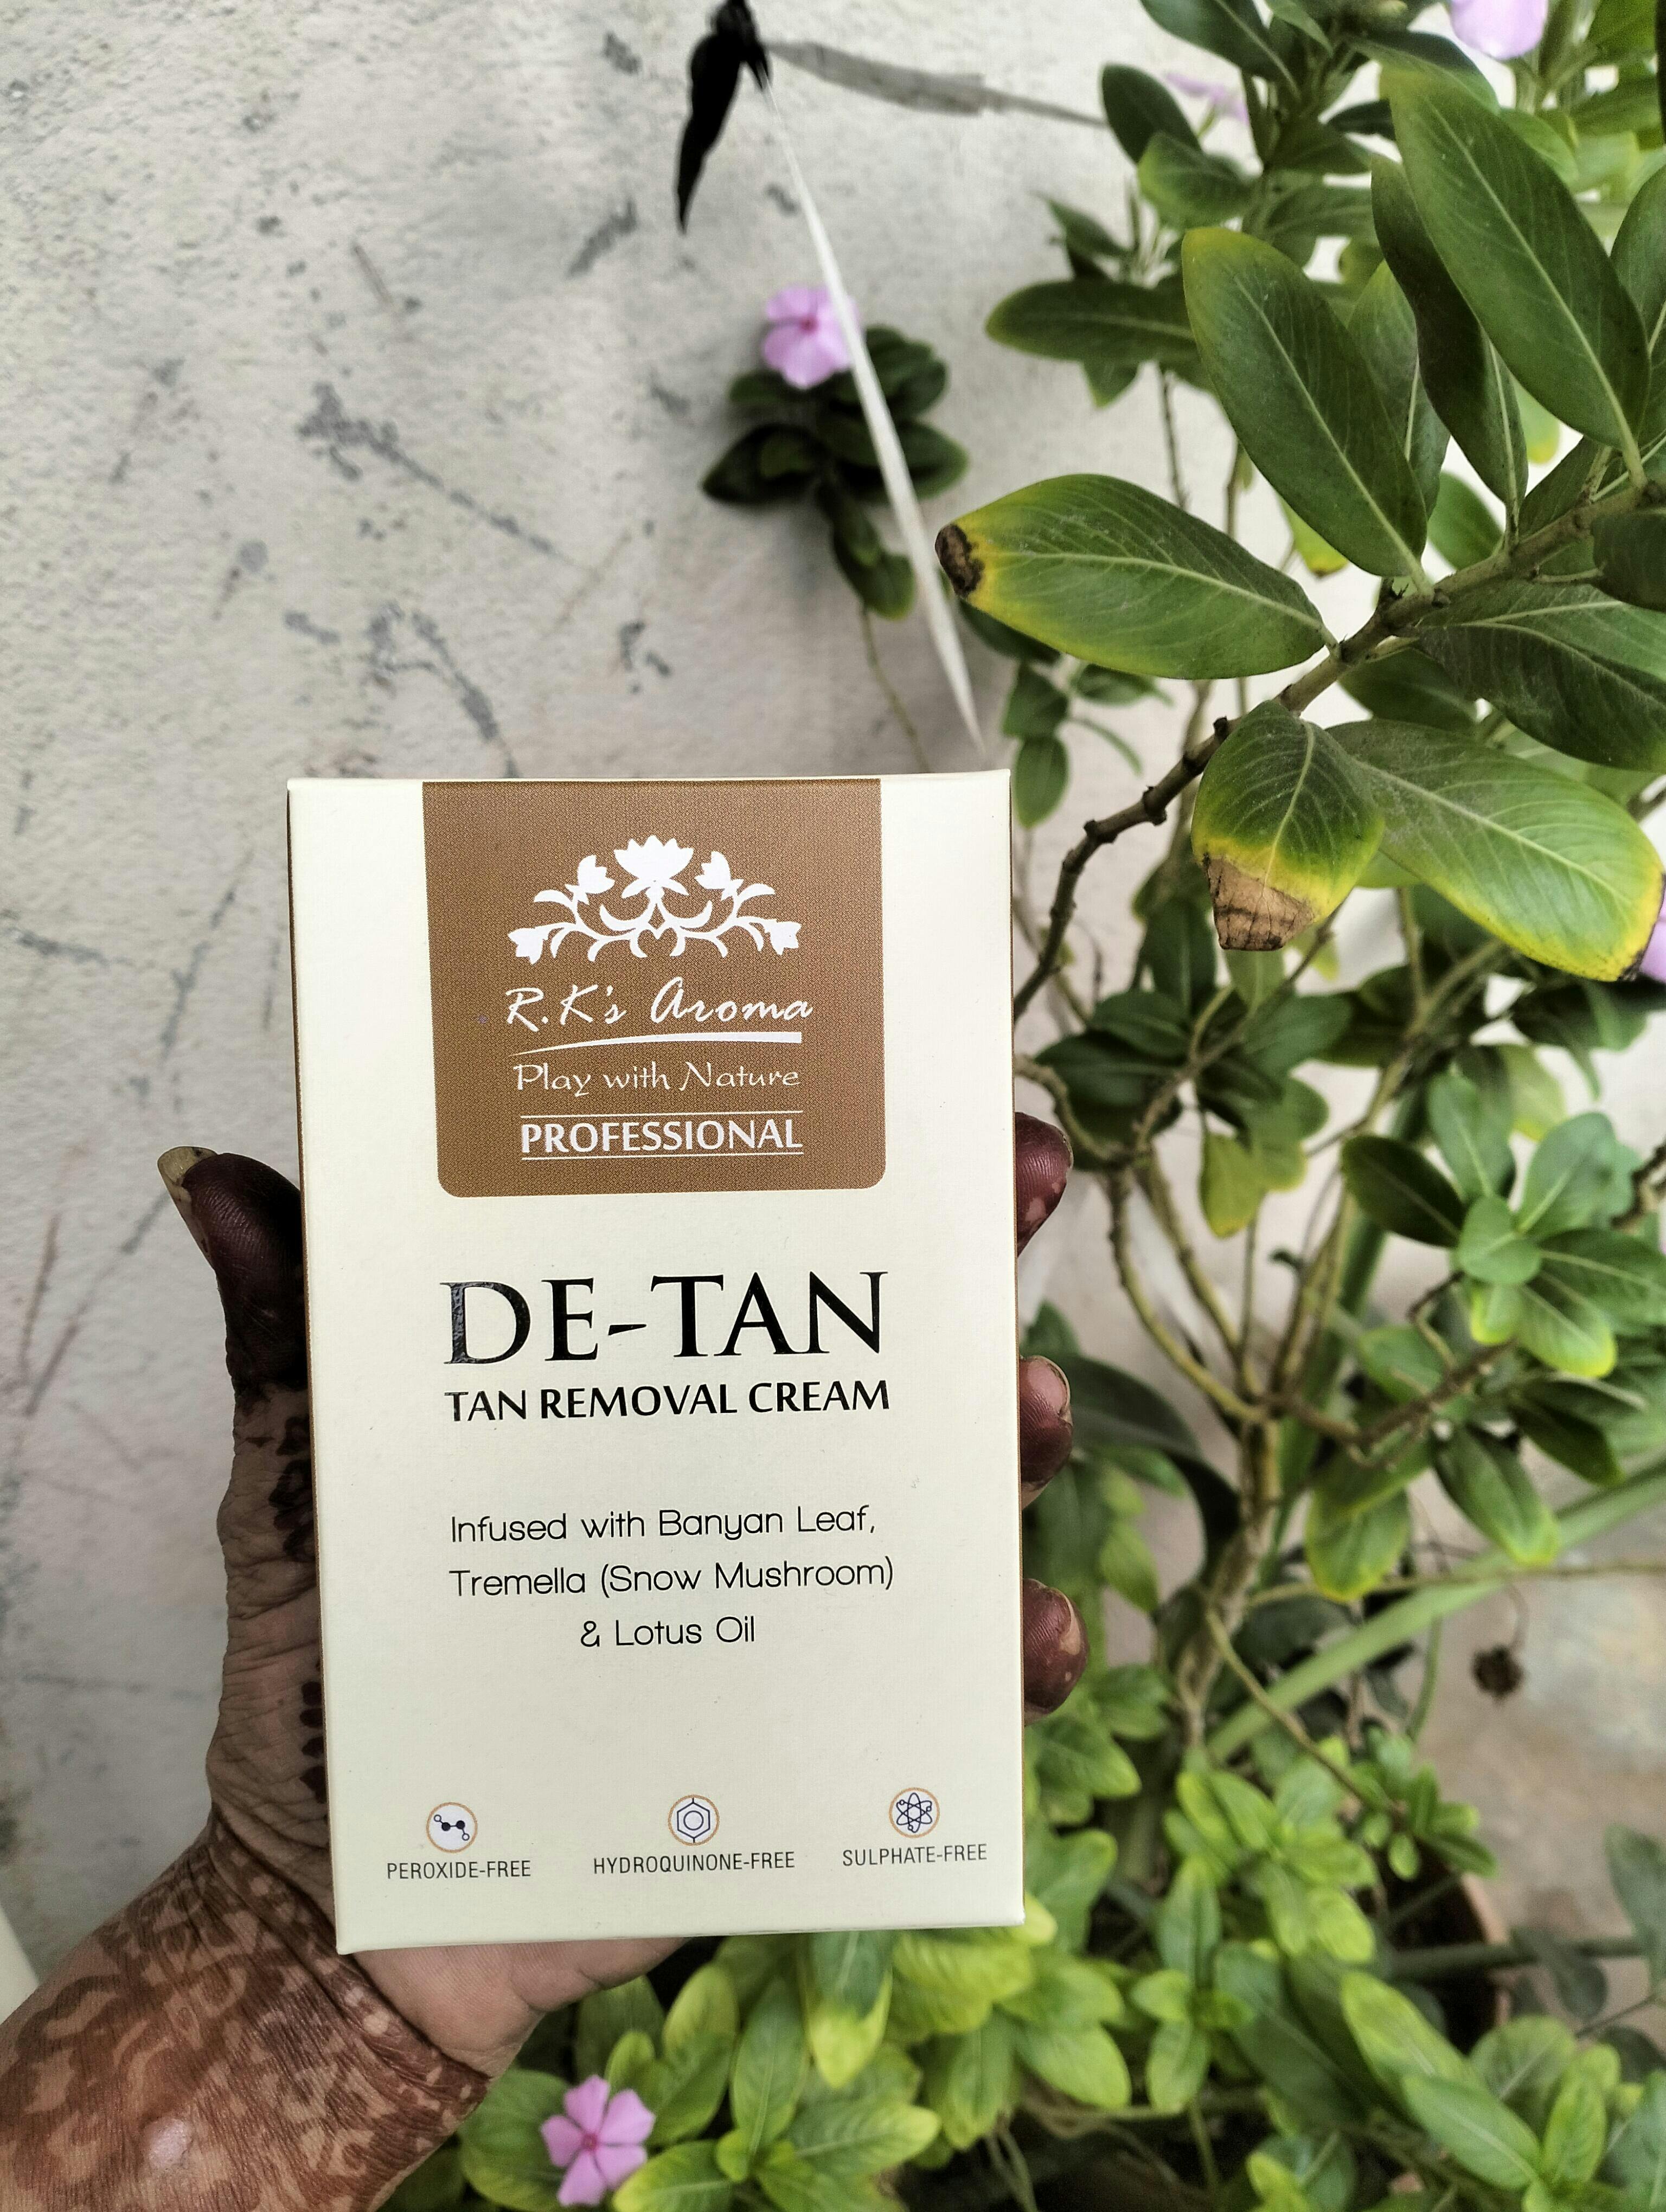 R.K's Aroma
Play with Nature
PROFESSIONAL
DE-TAN
TAN REMOVAL CREAM
Infused with Banyan Leaf,
Tremella (Snow Mushroom)
& Lotus Oil
PEROXIDE-FREE
HYDROQUINONE-FREE
SULPHATE-FREE